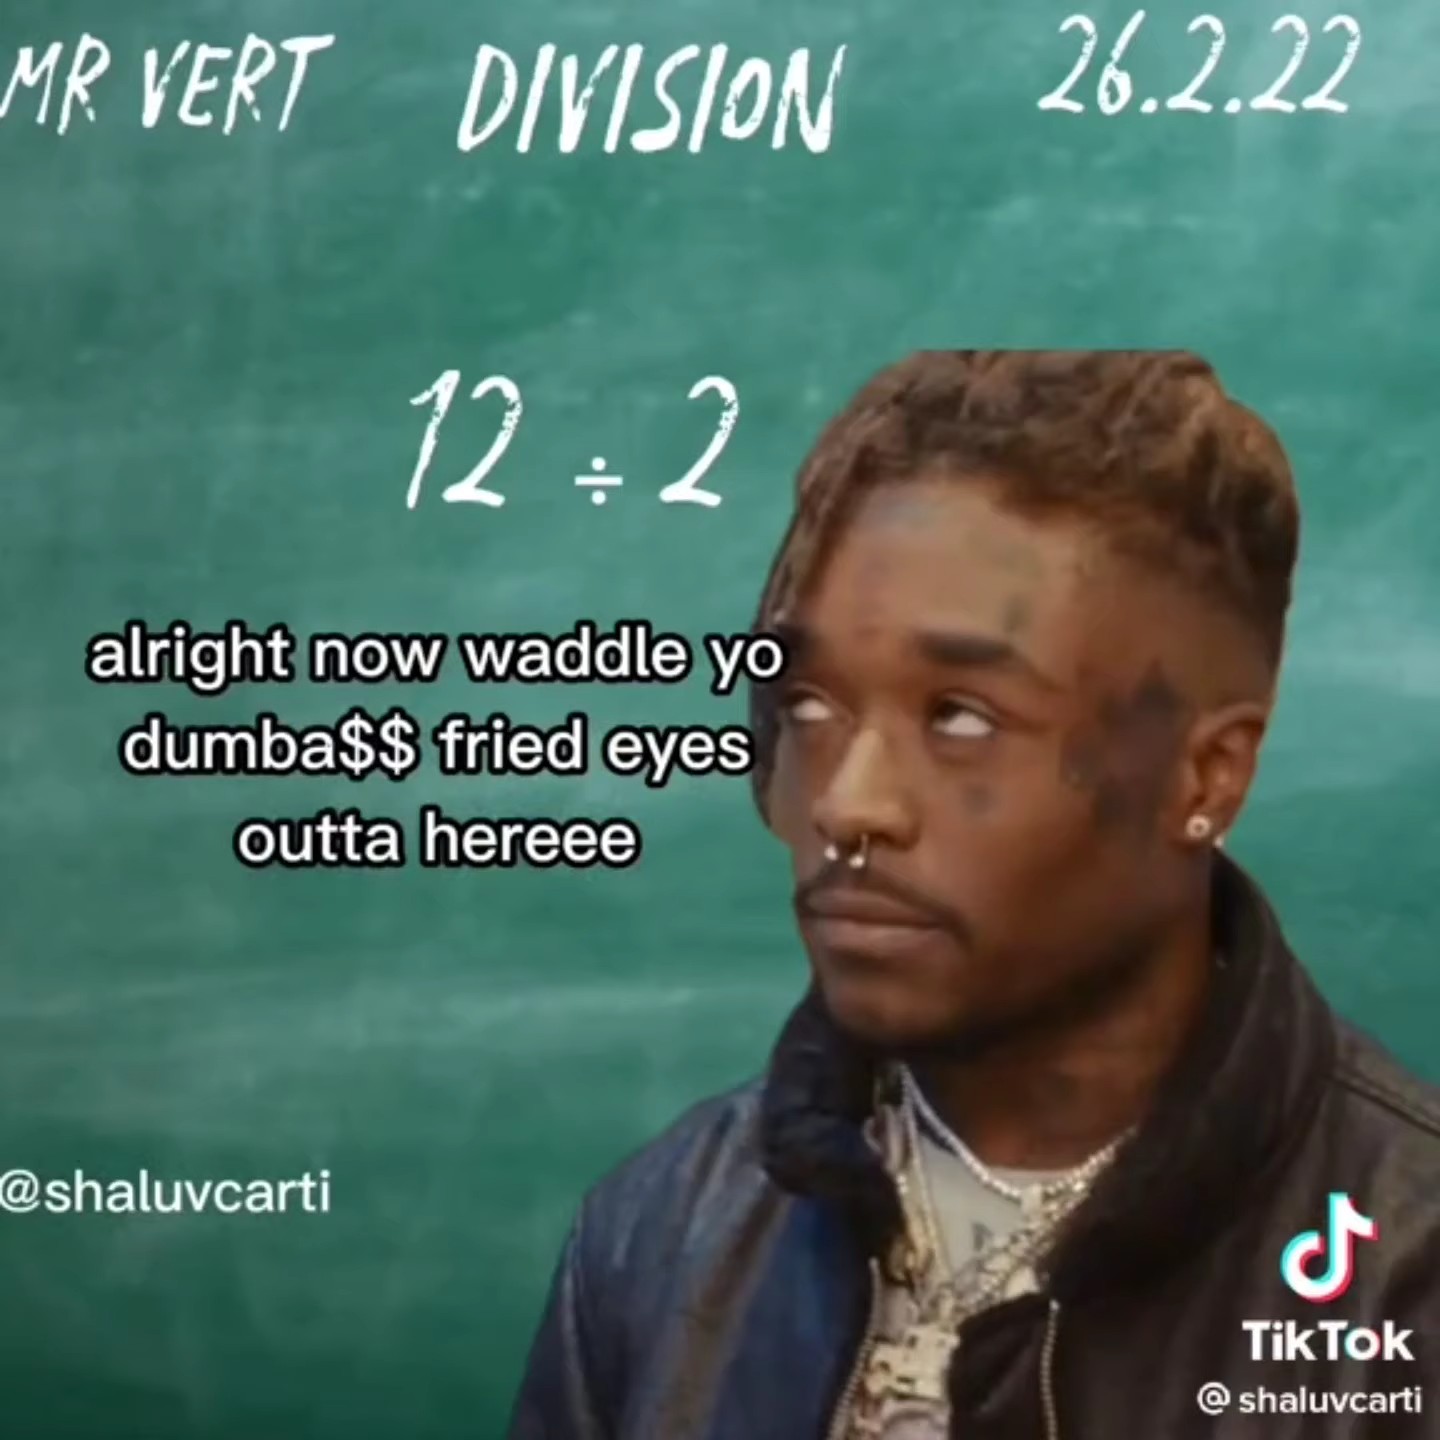 MR VERT DIVISION 26.2.22
12 ÷ 2
alright now waddle yo
dumba$$ fried eyes
outta hereee
@shaluvcarti
TikTok
@shaluvcarti